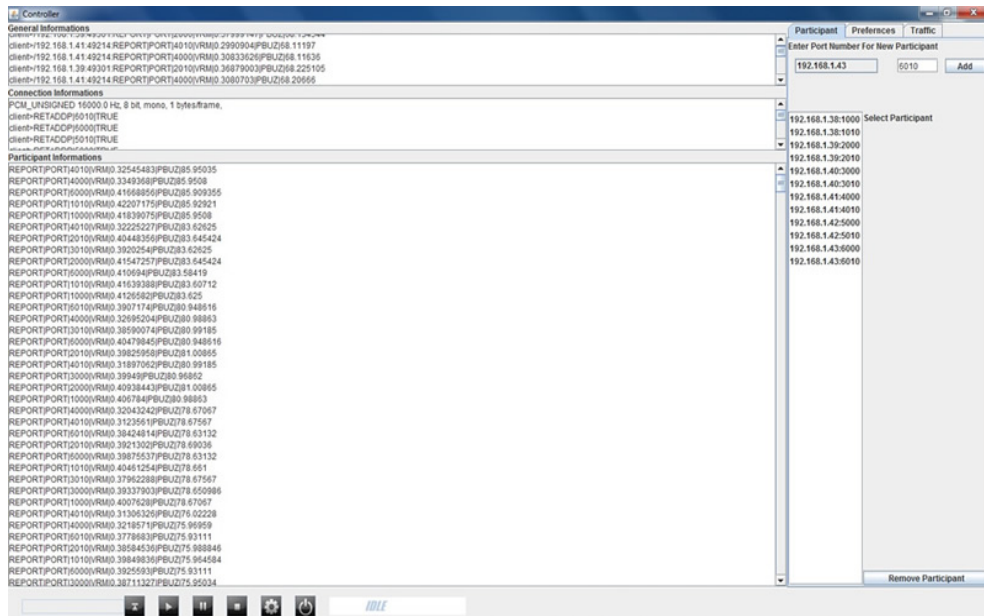 Controller
General Informations
client>/192.168.1.41:49214:REPORT|PORT|4010|VRM|0.2990904|PBUZ|68.11197
client>/192.168.1.41:49214:REPORT|PORT|4000|VRM|0.30833626|PBUZ|68.11636
client>/192.168.1.39:49301:REPORT|PORT|2010|VRM|0.36879003|PBUZ|68.225105
client>/192.168.1.41:49214:REPORT|PORT|4000|VRM|0.3080703|PBUZ|68.20666
Connection Informations
PCM_UNSIGNED 16000.0 Hz, 8 bit, mono, 1 bytes/frame,
client>RETADDP|6010|TRUE
client>RETADDP|6000|TRUE
client>RETADDP|5010|TRUE
Participant Informations
REPORT|PORT|4010|VRM|0.32545483|PBUZ|85.95035
REPORT|PORT|4000|VRM|0.3349368|PBUZ|85.9508
REPORT|PORT|6000|VRM|0.41668856|PBUZ|85.909355
REPORT|PORT|1010|VRM|0.42207175|PBUZ|85.92921
REPORT|PORT|1000|VRM|0.41839075|PBUZ|85.9508
REPORT|PORT|4010|VRM|0.32225227|PBUZ|83.62625
REPORT|PORT|2010|VRM|0.40448356|PBUZ|83.645424
REPORT|PORT|3010|VRM|0.3920254|PBUZ|83.62625
REPORT|PORT|2000|VRM|0.41547257|PBUZ|83.645424
REPORT|PORT|6000|VRM|0.410694|PBUZ|83.58419
REPORT|PORT|1010|VRM|0.41639388|PBUZ|83.60712
REPORT|PORT|1000|VRM|0.4126582|PBUZ|83.625
REPORT|PORT|6010|VRM|0.3907174|PBUZ|80.948616
REPORT|PORT|4000|VRM|0.32695204|PBUZ|80.98863
REPORT|PORT|3010|VRM|0.38590074|PBUZ|80.99185
REPORT|PORT|6000|VRM|0.40479845|PBUZ|80.948616
REPORT|PORT|2010|VRM|0.39825958|PBUZ|81.00865
REPORT|PORT|4010|VRM|0.31897062|PBUZ|80.99185
REPORT|PORT|3000|VRM|0.39949|PBUZ|80.96862
REPORT|PORT|2000|VRM|0.40938443|PBUZ|81.00865
REPORT|PORT|1000|VRM|0.406784|PBUZ|80.98863
REPORT|PORT|4000|VRM|0.32043242|PBUZ|78.67067
REPORT|PORT|4010|VRM|0.3123561|PBUZ|78.67567
REPORT|PORT|6010|VRM|0.38424814|PBUZ|78.63132
REPORT|PORT|2010|VRM|0.3921302|PBUZ|78.69036
REPORT|PORT|6000|VRM|0.39875537|PBUZ|78.63132
REPORT|PORT|1010|VRM|0.40461254|PBUZ|78.661
REPORT|PORT|3010|VRM|0.37962288|PBUZ|78.67567
REPORT|PORT|3000|VRM|0.39337903|PBUZ|78.650986
REPORT|PORT|1000|VRM|0.4007628|PBUZ|78.67067
REPORT|PORT|4010|VRM|0.31306326|PBUZ|76.02228
REPORT|PORT|4000|VRM|0.3218571|PBUZ|75.96959
REPORT|PORT|6010|VRM|0.3778683|PBUZ|75.93111
REPORT|PORT|2010|VRM|0.38584536|PBUZ|75.988846
REPORT|PORT|1010|VRM|0.39849836|PBUZ|75.964584
REPORT|PORT|6000|VRM|0.3925593|PBUZ|75.93111
REPORT|PORT|3000|VRM|0.38711327|PBUZ|75.95034
Participant Preferences Traffic
Enter Port Number For New Participant
192.168.1.43 6010 Add
192.168.1.38:1000 Select Participant
192.168.1.38:1010
192.168.1.39:2000
192.168.1.39:2010
192.168.1.40:3000
192.168.1.40:3010
192.168.1.41:4000
192.168.1.41:4010
192.168.1.42:5000
192.168.1.42:5010
192.168.1.43:6000
192.168.1.43:6010
Remove Participant
IDLE